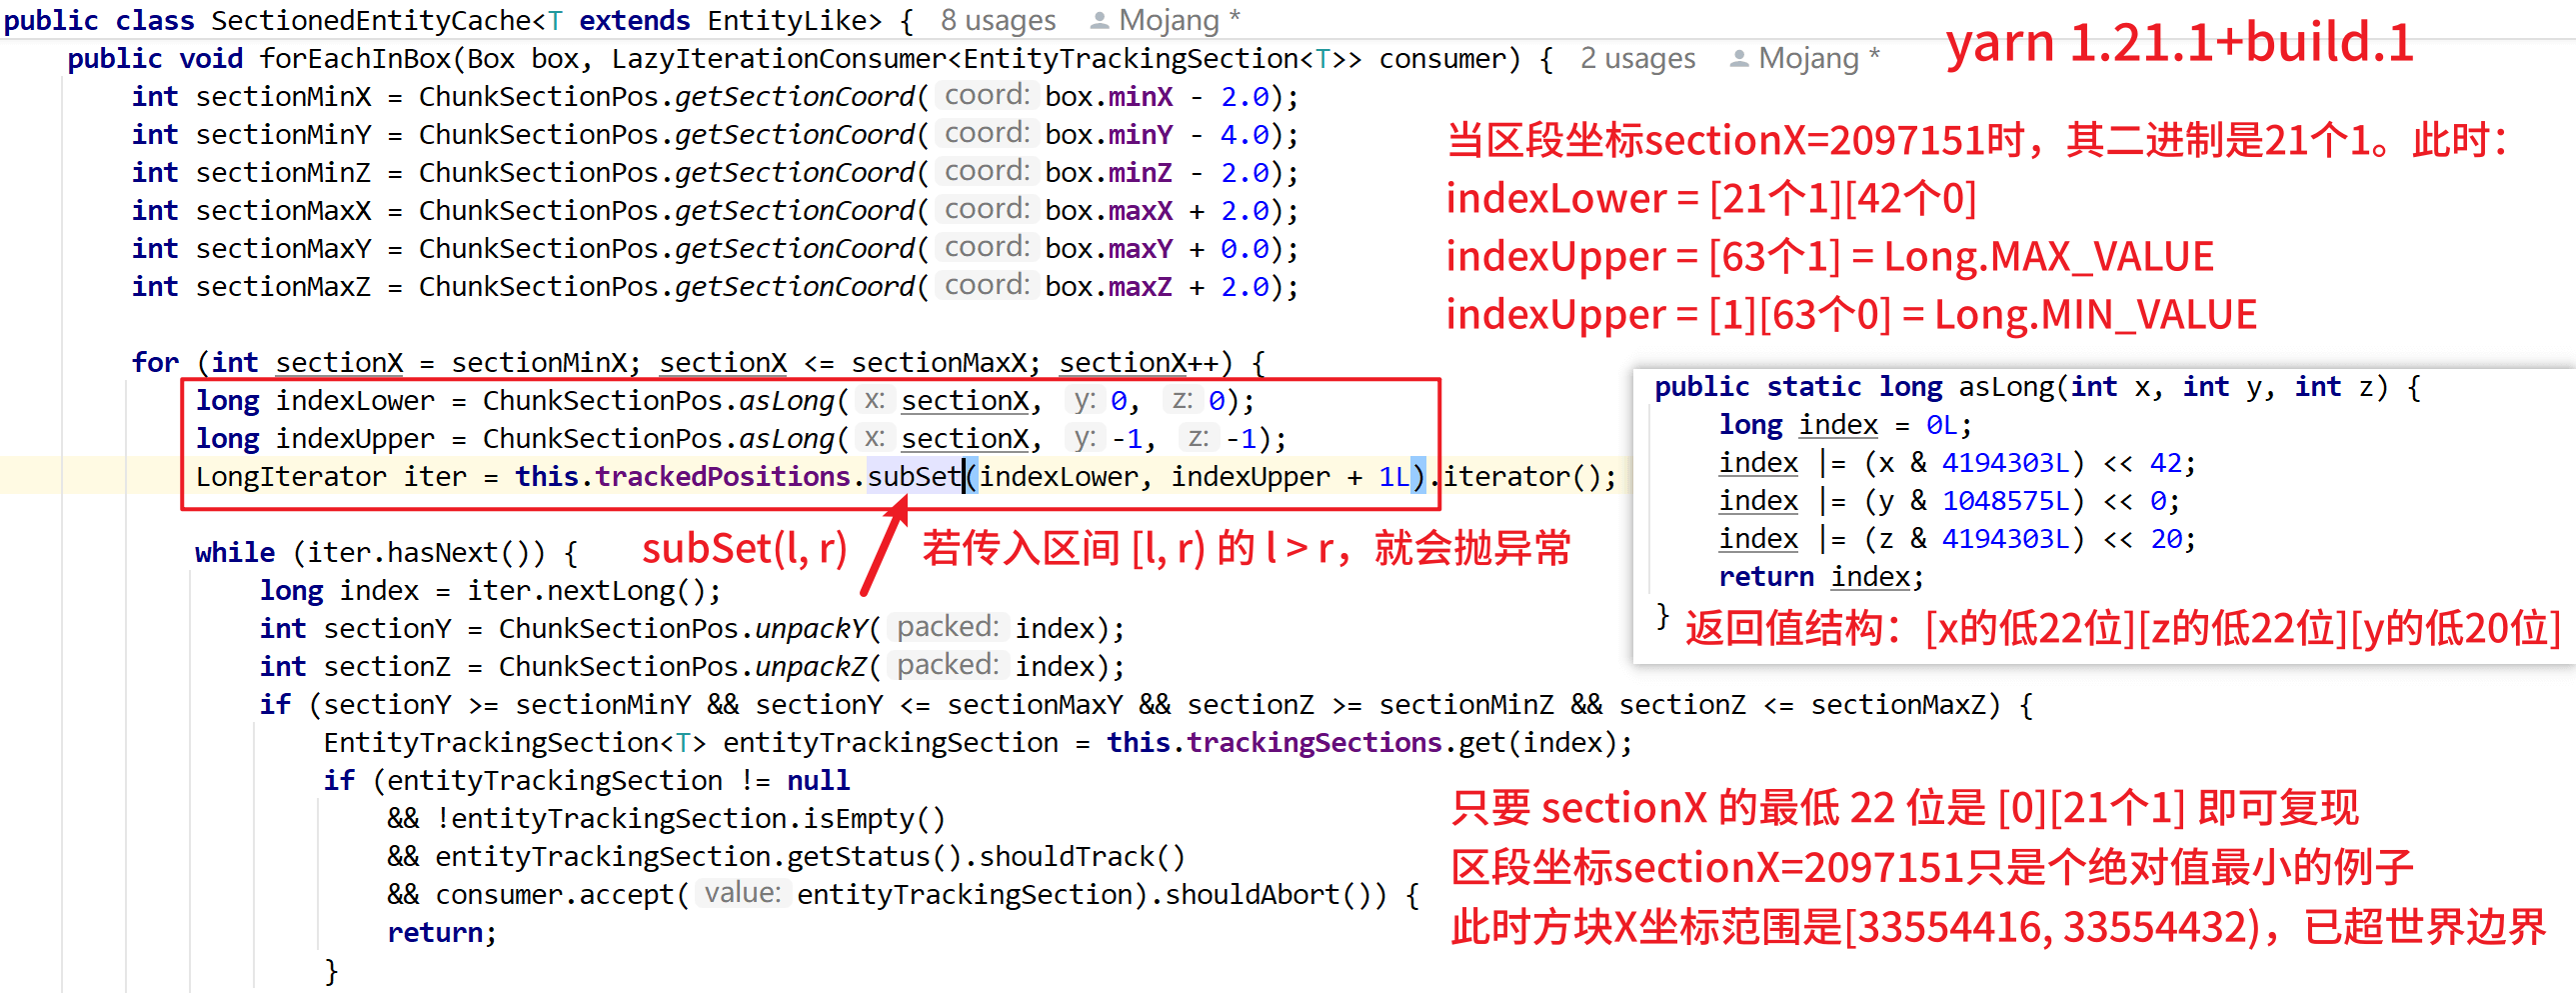 public class SectionedEntityCache<T extends EntityLike> { 8 usages Mojang *
public void forEachInBox(Box box, LazyIterationConsumer<EntityTrackingSection<T>> consumer) { 2 usages Mojang *
yarn 1.21.1+build.1
int sectionMinX = ChunkSectionPos.getSectionCoord( coord: box.minX - 2.0);
int sectionMinY = ChunkSectionPos.getSectionCoord( coord: box.minY - 4.0);
int sectionMinZ = ChunkSectionPos.getSectionCoord( coord: box.minZ - 2.0);
int sectionMaxX = ChunkSectionPos.getSectionCoord( coord: box.maxX + 2.0);
int sectionMaxY = ChunkSectionPos.getSectionCoord( coord: box.maxY + 0.0);
int sectionMaxZ = ChunkSectionPos.getSectionCoord( coord: box.maxZ + 2.0);
当区段坐标sectionX=2097151时，其二进制是21个1。此时：
indexLower = [21个1][42个0]
indexUpper = [63个1] = Long.MAX_VALUE
indexUpper = [1][63个0] = Long.MIN_VALUE
for (int sectionX = sectionMinX; sectionX <= sectionMaxX; sectionX++) {
long indexLower = ChunkSectionPos.asLong( x: sectionX, y: 0, z: 0);
long indexUpper = ChunkSectionPos.asLong( x: sectionX, y: -1, z: -1);
LongIterator iter = this.trackedPositions.subSet(indexLower, indexUpper + 1L).iterator();
subSet(l, r) 若传入区间 [l, r) 的 l > r，就会抛异常
public static long asLong(int x, int y, int z) {
long index = 0L;
index |= (x & 4194303L) << 42;
index |= (y & 1048575L) << 0;
index |= (z & 4194303L) << 20;
return index;
}
返回值结构：[x的低22位][z的低22位][y的低20位]
while (iter.hasNext()) {
long index = iter.nextLong();
int sectionY = ChunkSectionPos.unpackY( packed: index);
int sectionZ = ChunkSectionPos.unpackZ( packed: index);
if (sectionY >= sectionMinY && sectionY <= sectionMaxY && sectionZ >= sectionMinZ && sectionZ <= sectionMaxZ) {
EntityTrackingSection<T> entityTrackingSection = this.trackingSections.get(index);
if (entityTrackingSection != null
&& !entityTrackingSection.isEmpty()
&& entityTrackingSection.getStatus().shouldTrack()
&& consumer.accept( value: entityTrackingSection).shouldAbort()) {
return;
}
只要 sectionX 的最低 22 位是 [0][21个1] 即可复现
区段坐标sectionX=2097151只是个绝对值最小的例子
此时方块X坐标范围是[33554416, 33554432)，已超世界边界